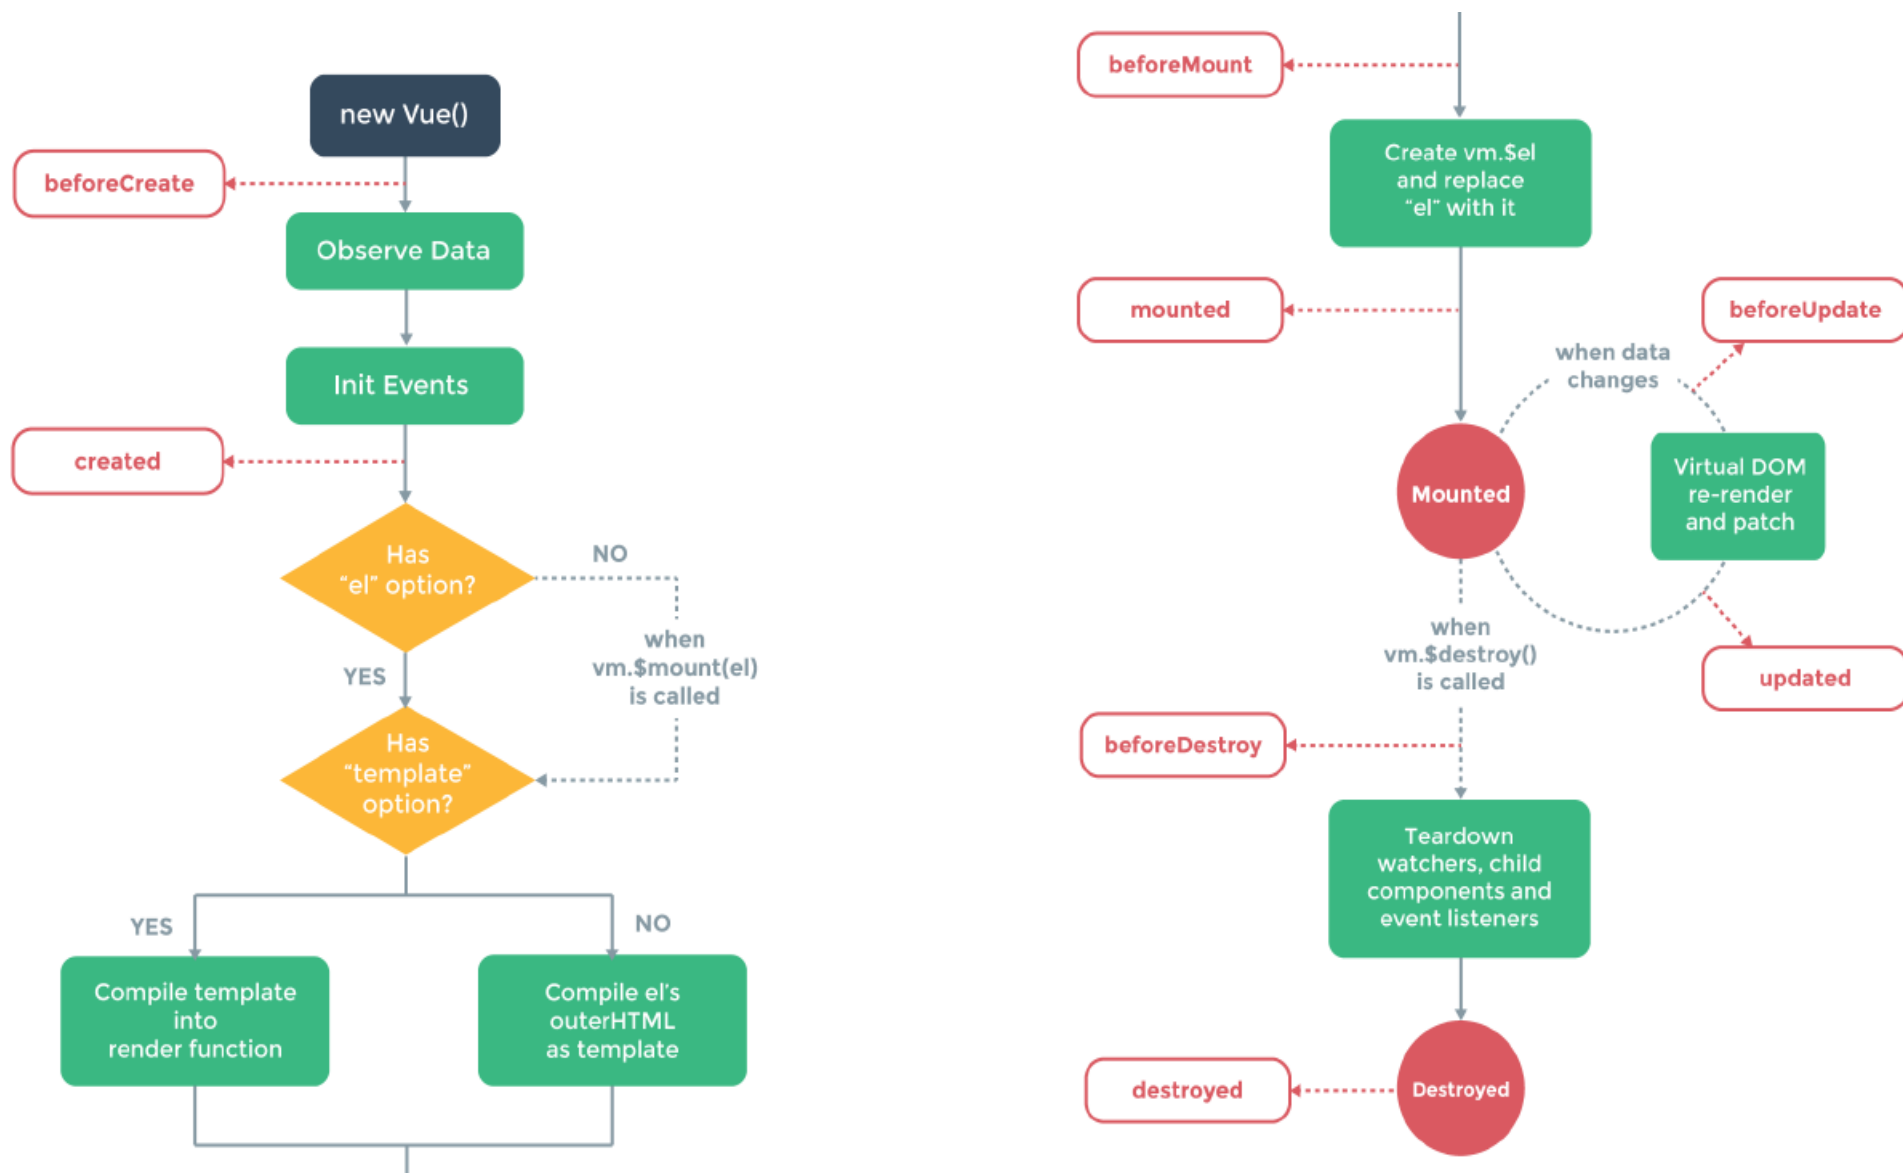 new Vue()
beforeCreate
Observe Data
Init Events
created
Has
“el” option?
NO
when
vm.$mount(el)
is called
YES
Has
“template”
option?
YES
NO
Compile template
into
render function
Compile el’s
outerHTML
as template
beforeMount
Create vm.$el
and replace
“el” with it
mounted
beforeUpdate
when data
changes
Mounted
Virtual DOM
re-render
and patch
when
vm.$destroy()
is called
updated
beforeDestroy
Teardown
watchers, child
components and
event listeners
destroyed
Destroyed